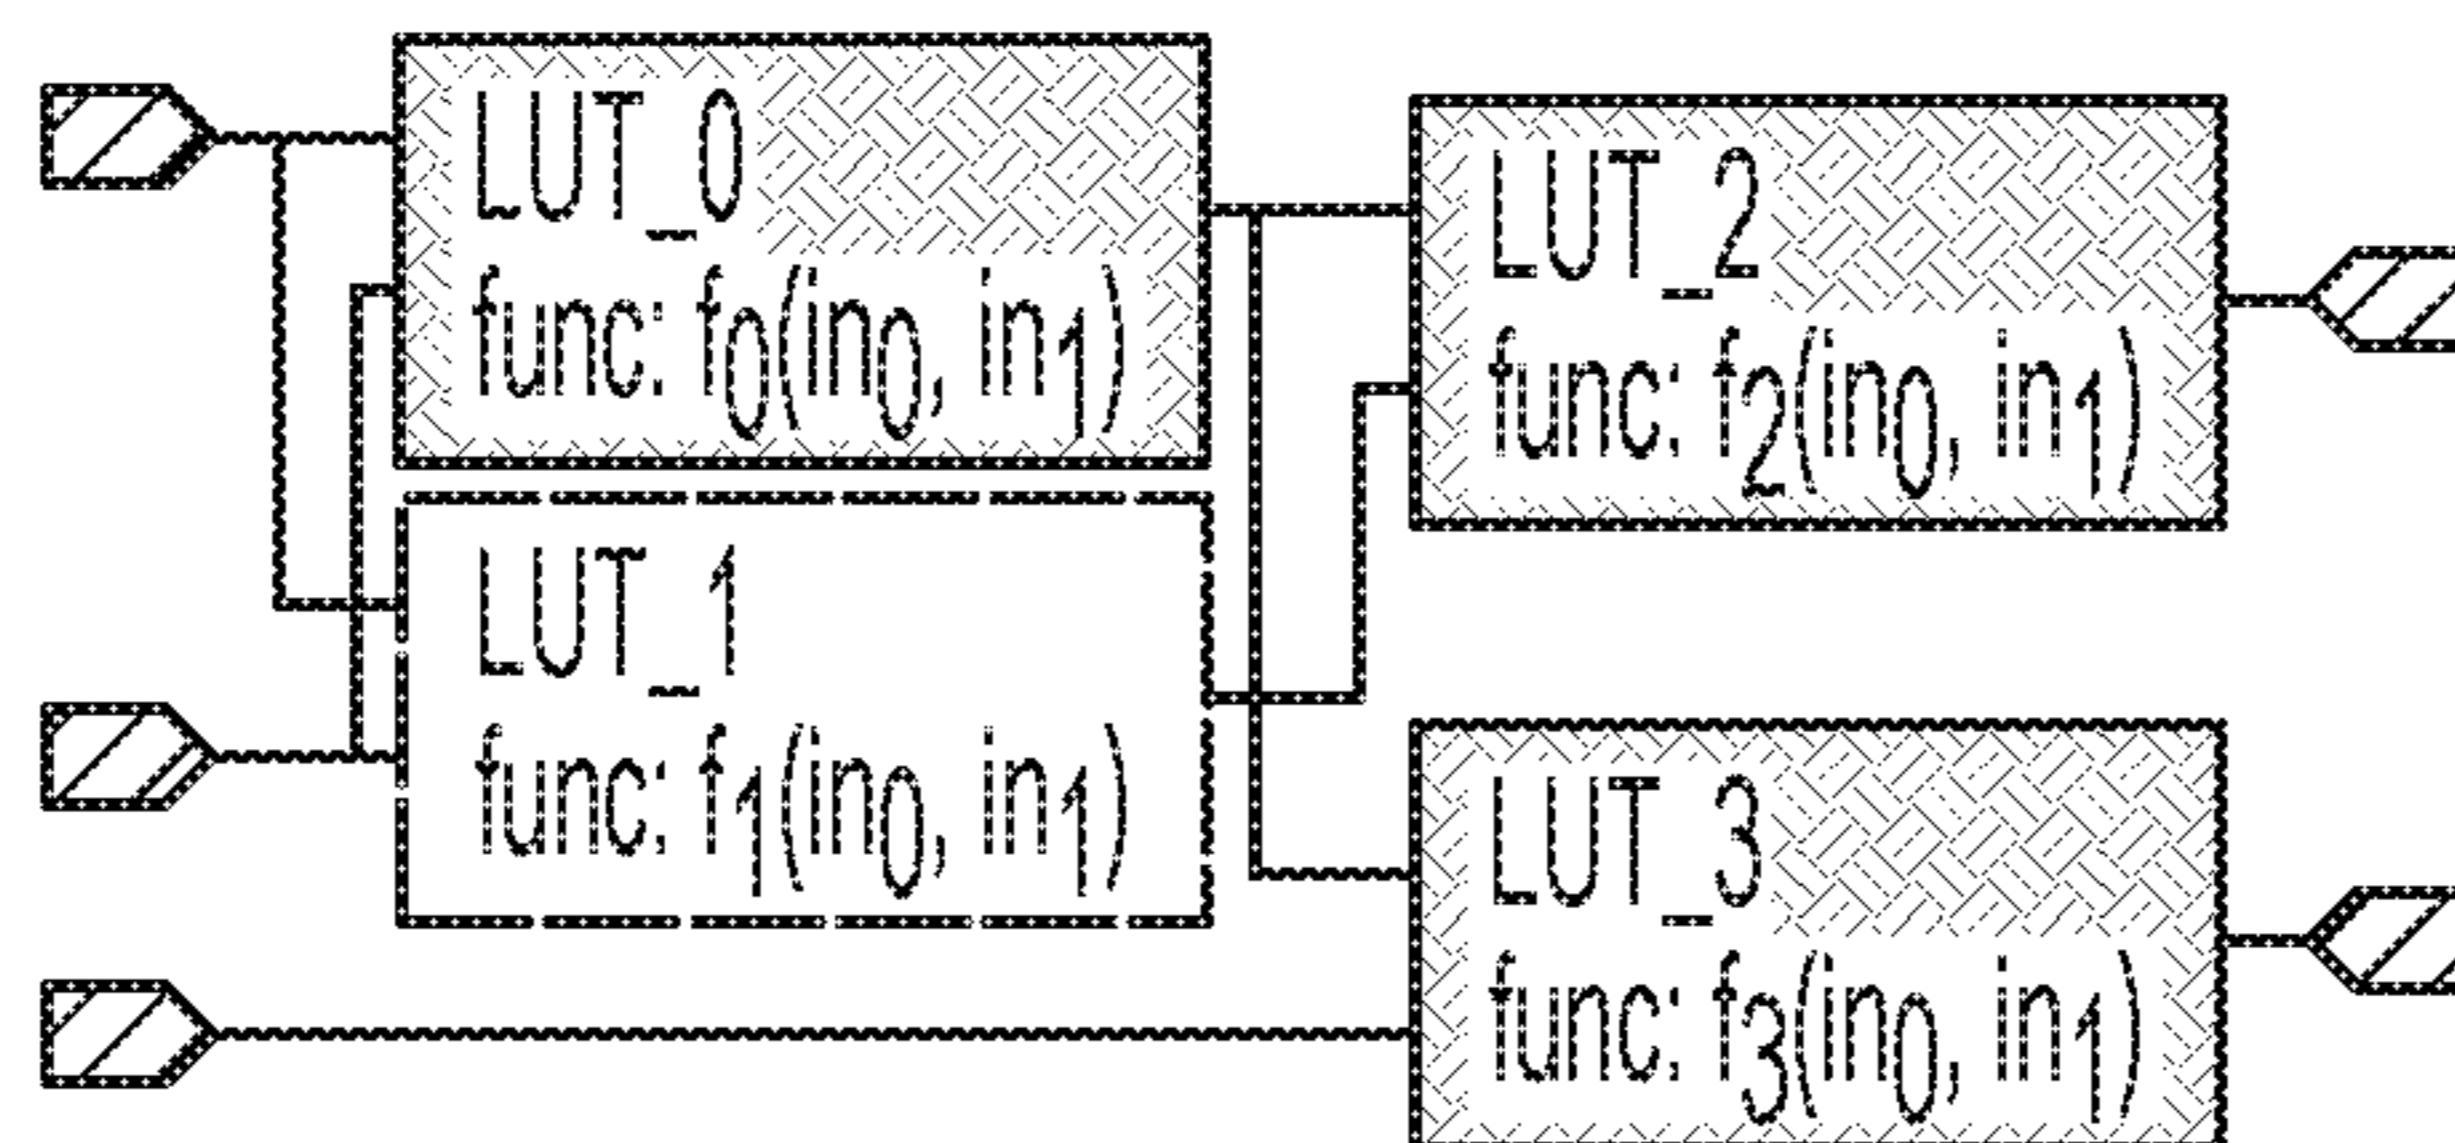 LUT_0
func: f₀(in₀, in₁)
LUT_1
func: f₁(in₀, in₁)
LUT_2
func: f₂(in₀, in₁)
LUT_3
func: f₃(in₀, in₁)